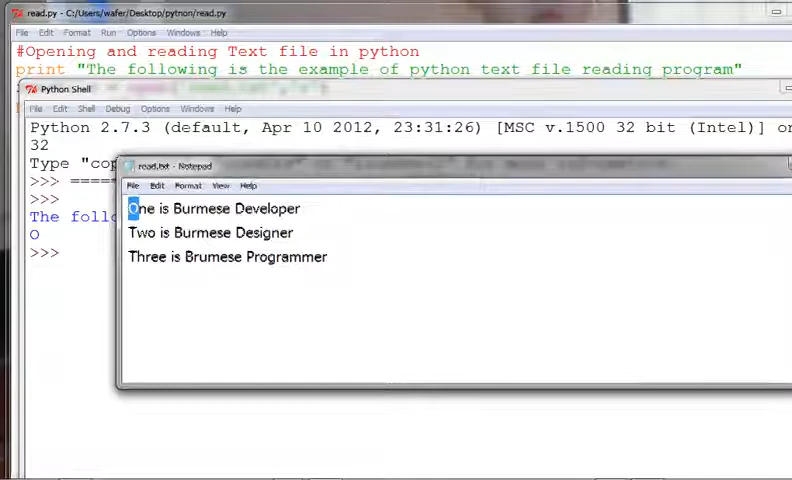 read.py - C:/Users/wafer/Desktop/pytnon/read.py
File Edit Format Run Options Windows Help
#Opening and reading Text file in python
print "The following is the example of python text file reading program"
Python Shell
File Edit Shell Debug Options Windows Help
Python 2.7.3 (default, Apr 10 2012, 23:31:26) [MSC v.1500 32 bit (Intel)] on
32
Type "cop
>>> =====
>>>
The follo
O
>>>
read.txt - Notepad
File Edit Format View Help
One is Burmese Developer
Two is Burmese Designer
Three is Brumese Programmer